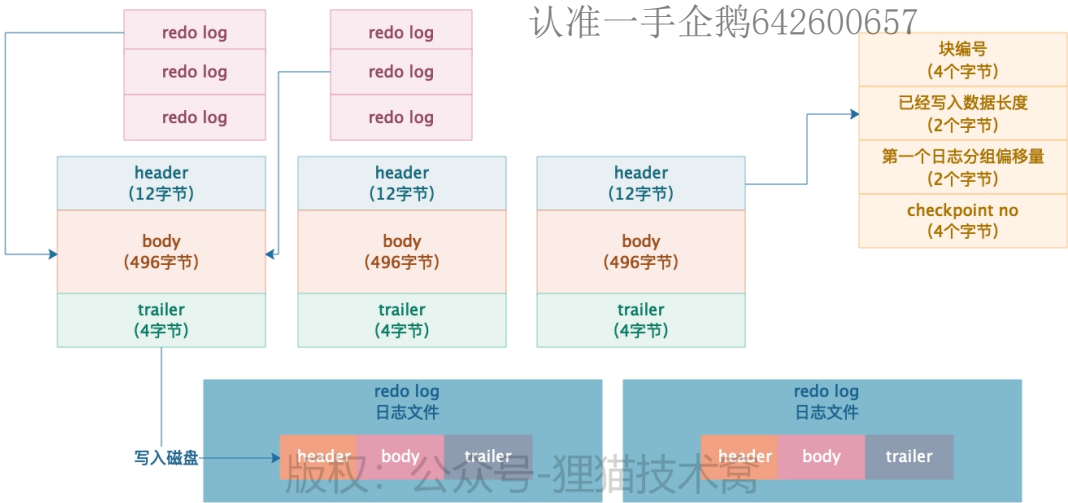 认准一手企鹅642600657
redo log
redo log
redo log
redo log
redo log
redo log
块编号
(4个字节)
已经写入数据长度
(2个字节)
第一个日志分组偏移量
(2个字节)
checkpoint no
(4个字节)
header
(12字节)
body
(496字节)
trailer
(4字节)
header
(12字节)
body
(496字节)
trailer
(4字节)
header
(12字节)
body
(496字节)
trailer
(4字节)
写入磁盘
redo log
日志文件
header
body
trailer
redo log
日志文件
header
body
trailer
版权：公众号-狸猫技术窝